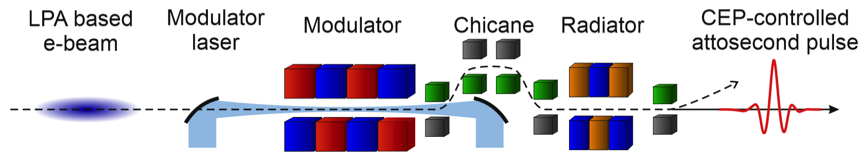 LPA based
e-beam
Modulator
laser
Modulator
Chicane
Radiator
CEP-controlled
attosecond pulse